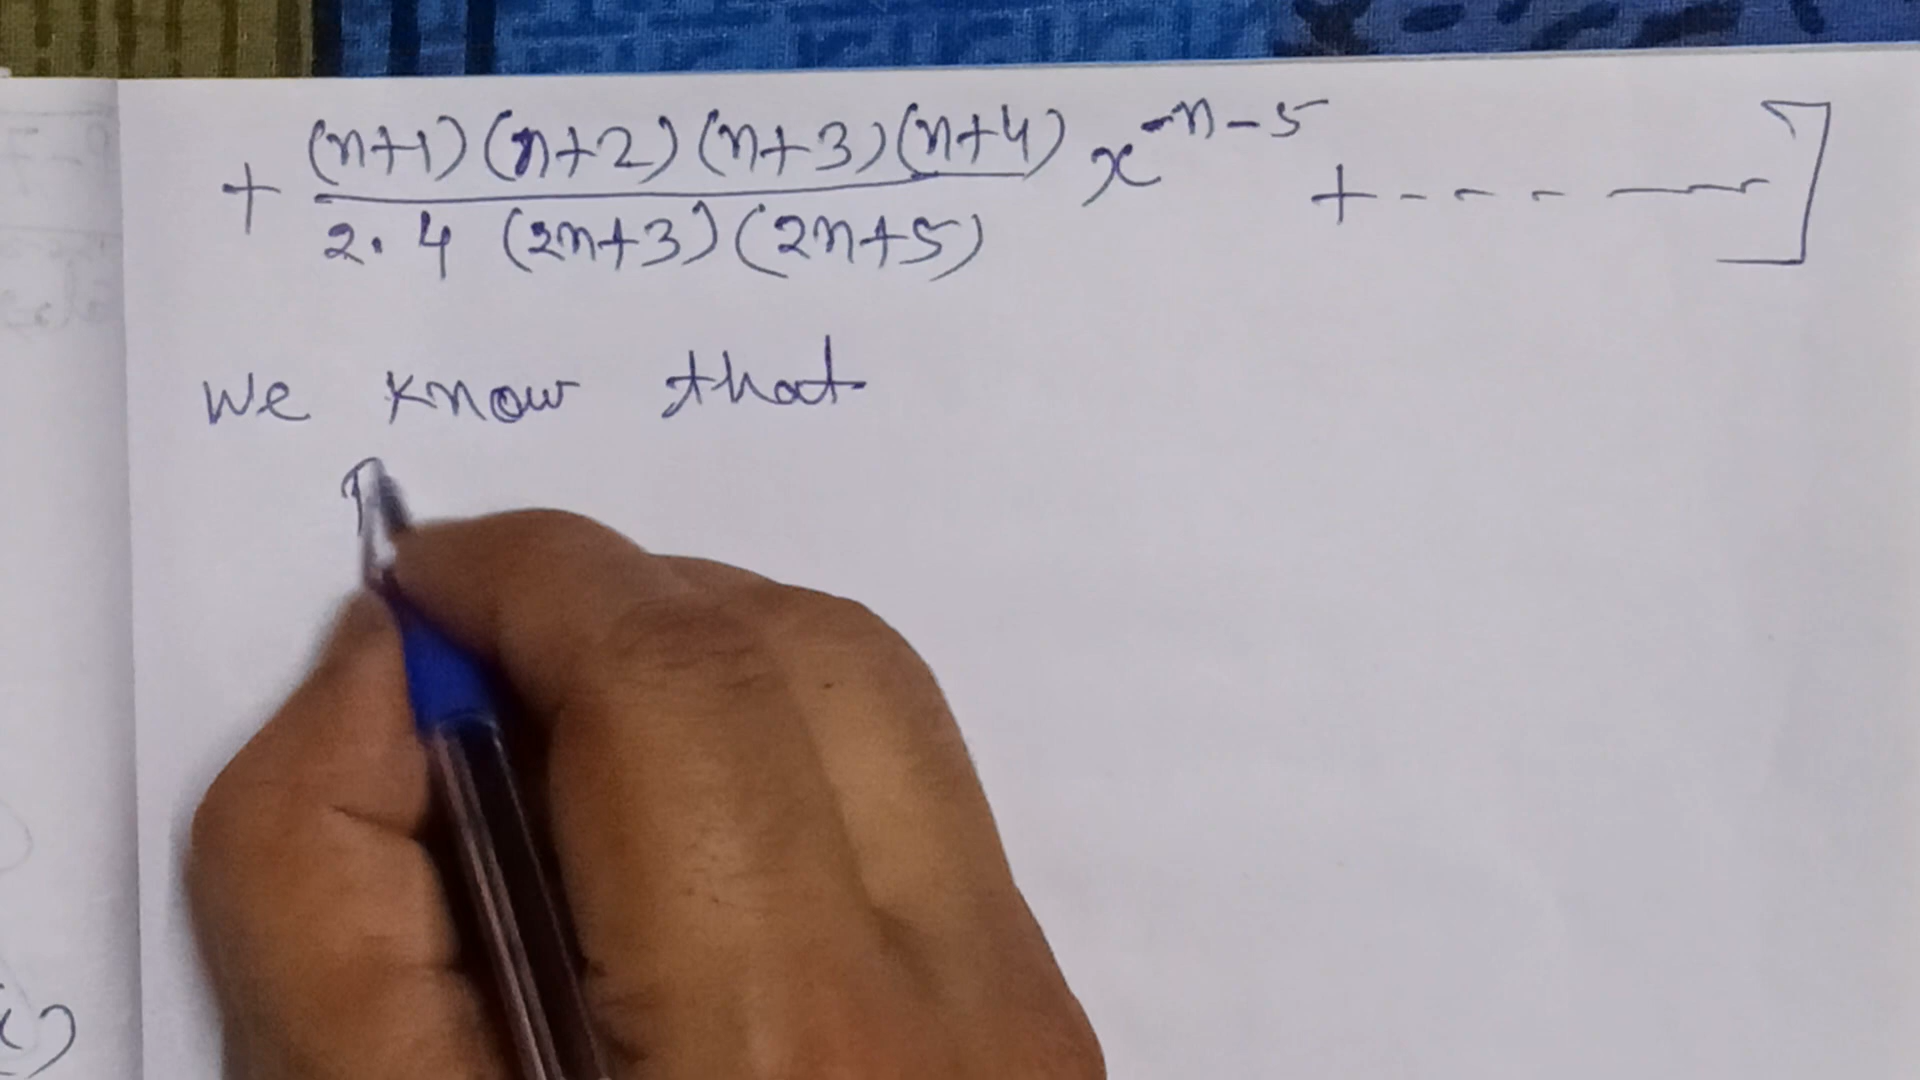 + (n+1)(n+2)(n+3)(n+4) / 2.4 (2n+3)(2n+5) x^{-n-5} + - - - - — ]
We know that